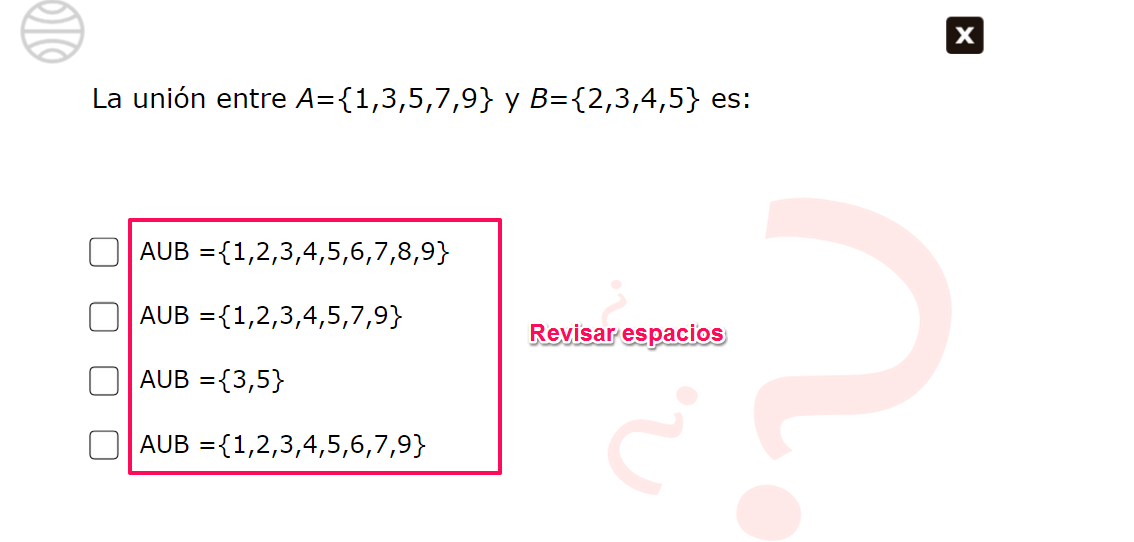 X
La unión entre A={1,3,5,7,9} y B={2,3,4,5} es:
AUB ={1,2,3,4,5,6,7,8,9}
AUB ={1,2,3,4,5,7,9}
Revisar espacios
AUB ={3,5}
AUB ={1,2,3,4,5,6,7,9}